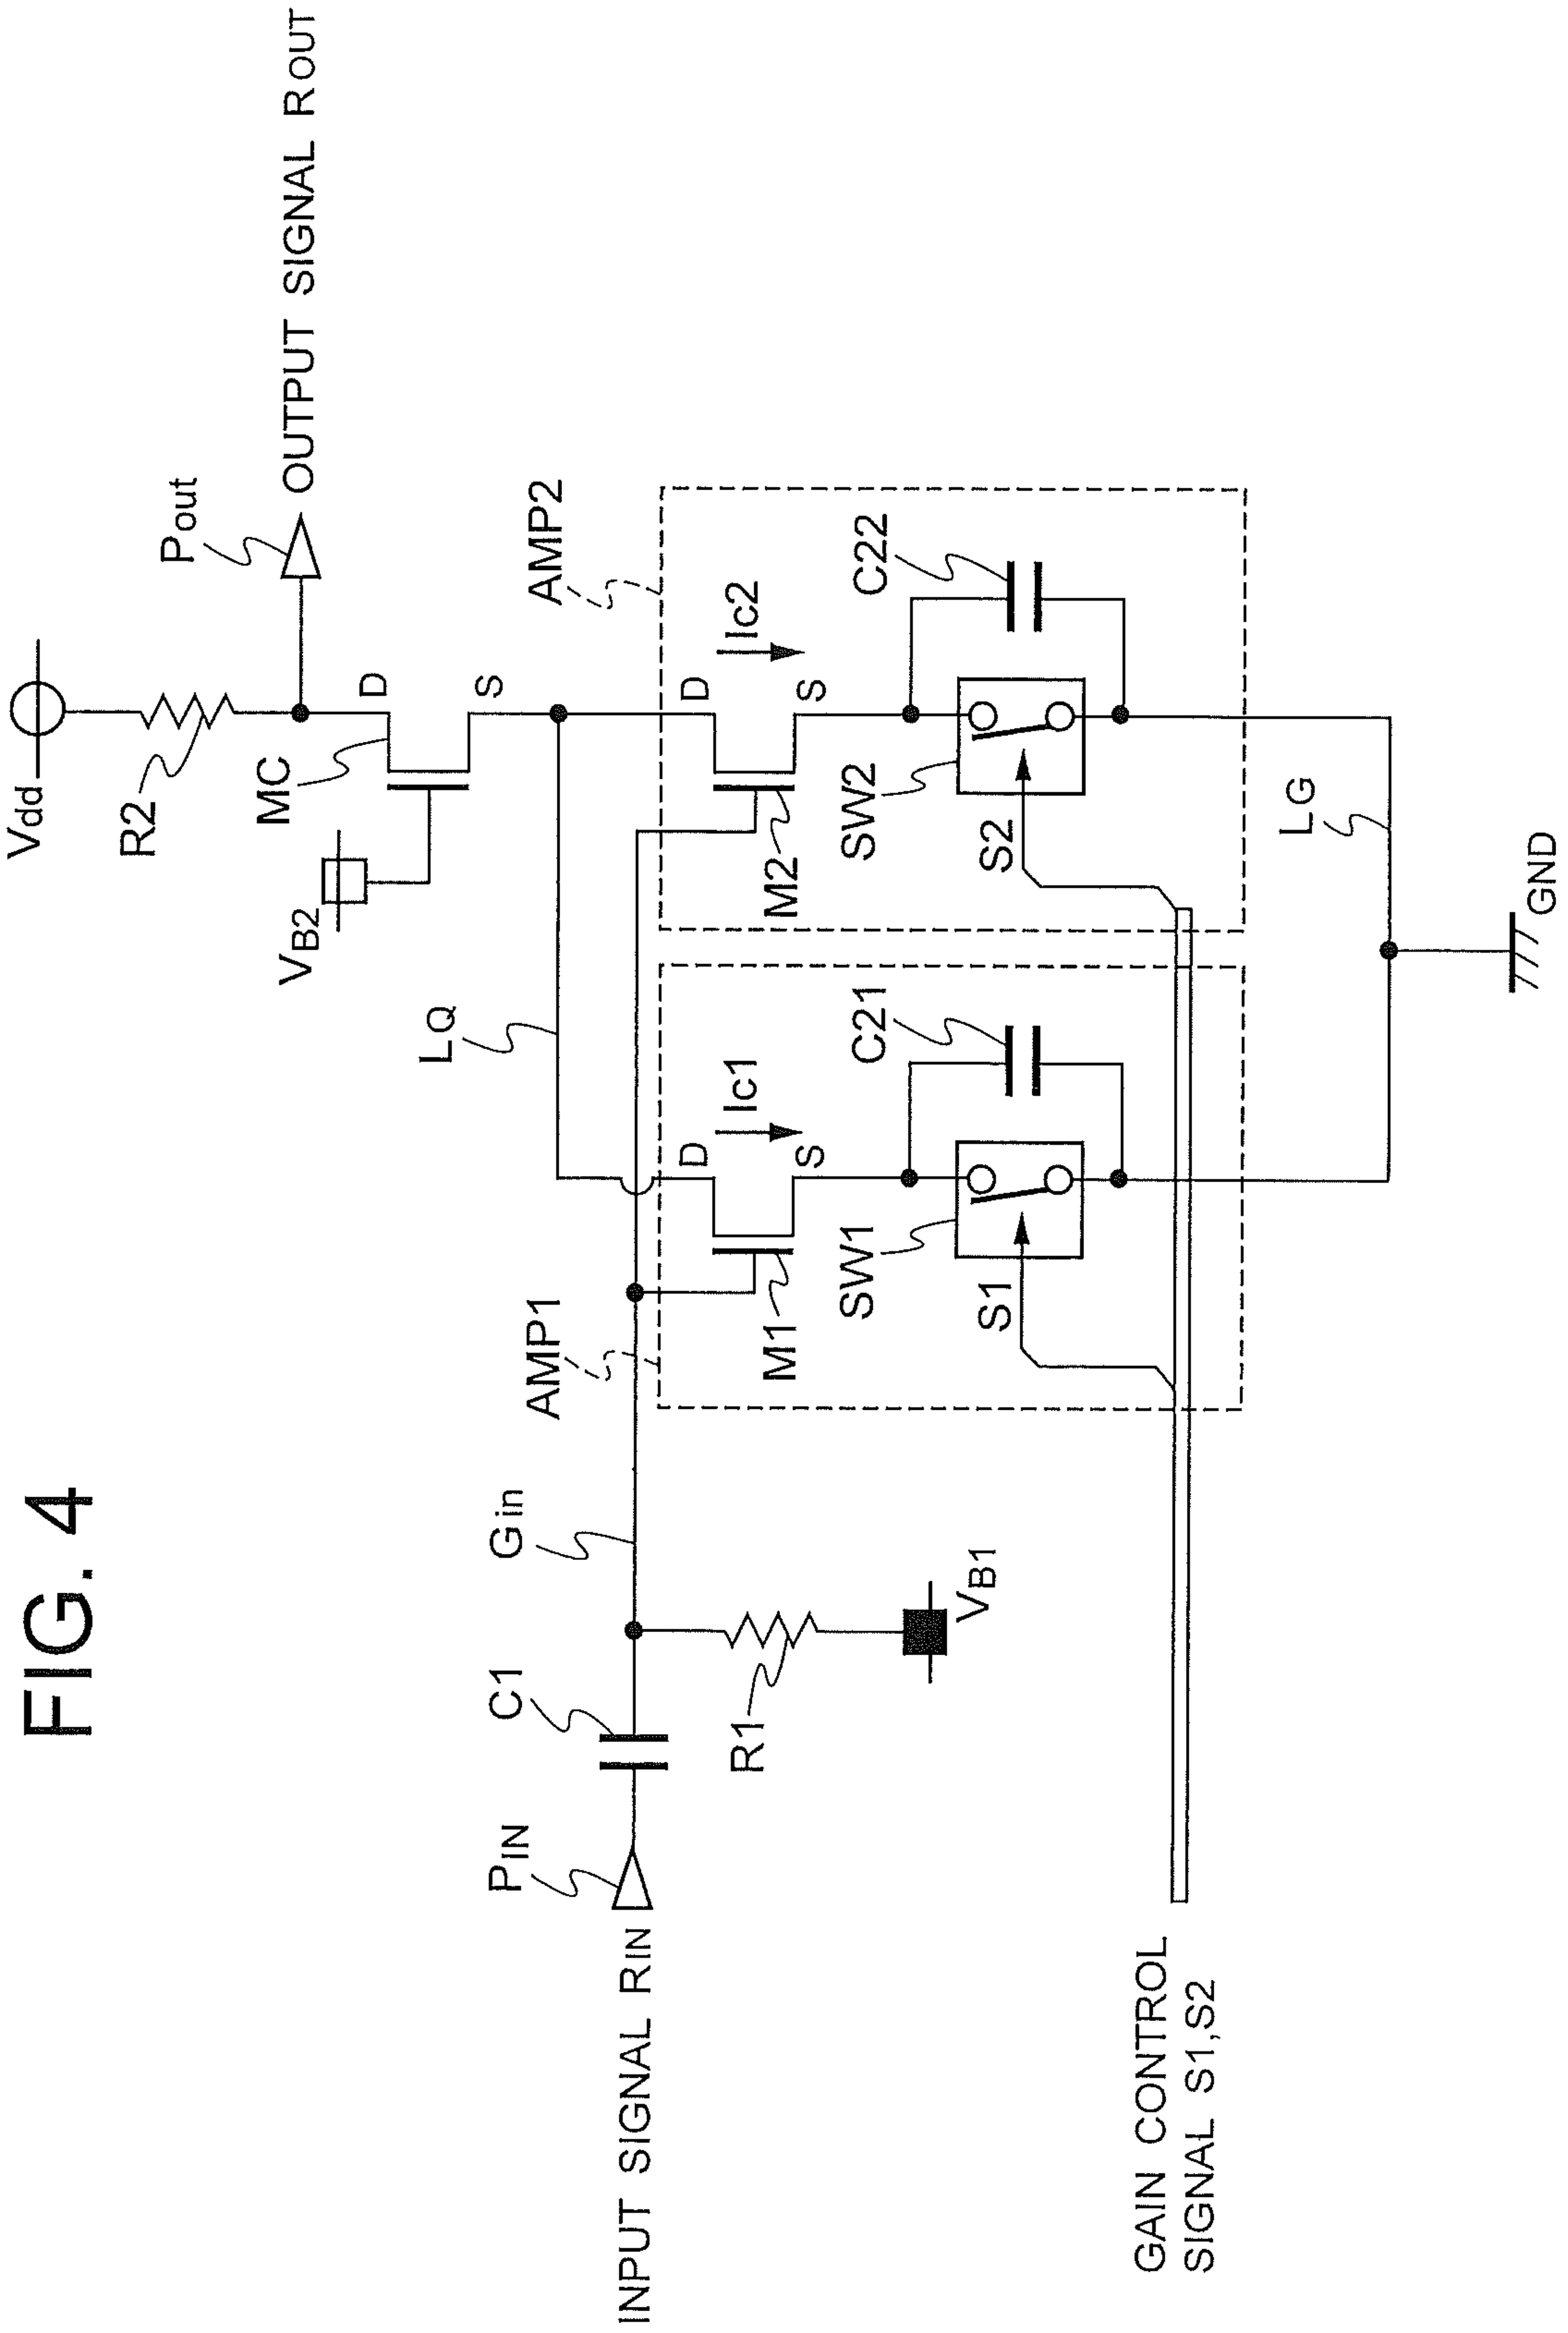 FIG. 4
Vdd
R2
Pout
OUTPUT SIGNAL ROUT
MC
D
S
VB2
LQ
AMP2
AMP1
Gin
C1
PIN
INPUT SIGNAL RIN
R1
VB1
D
S
Ic1
M1
D
S
Ic2
M2
SW1
C21
S1
SW2
C22
S2
LG
GND
GAIN CONTROL
SIGNAL S1,S2